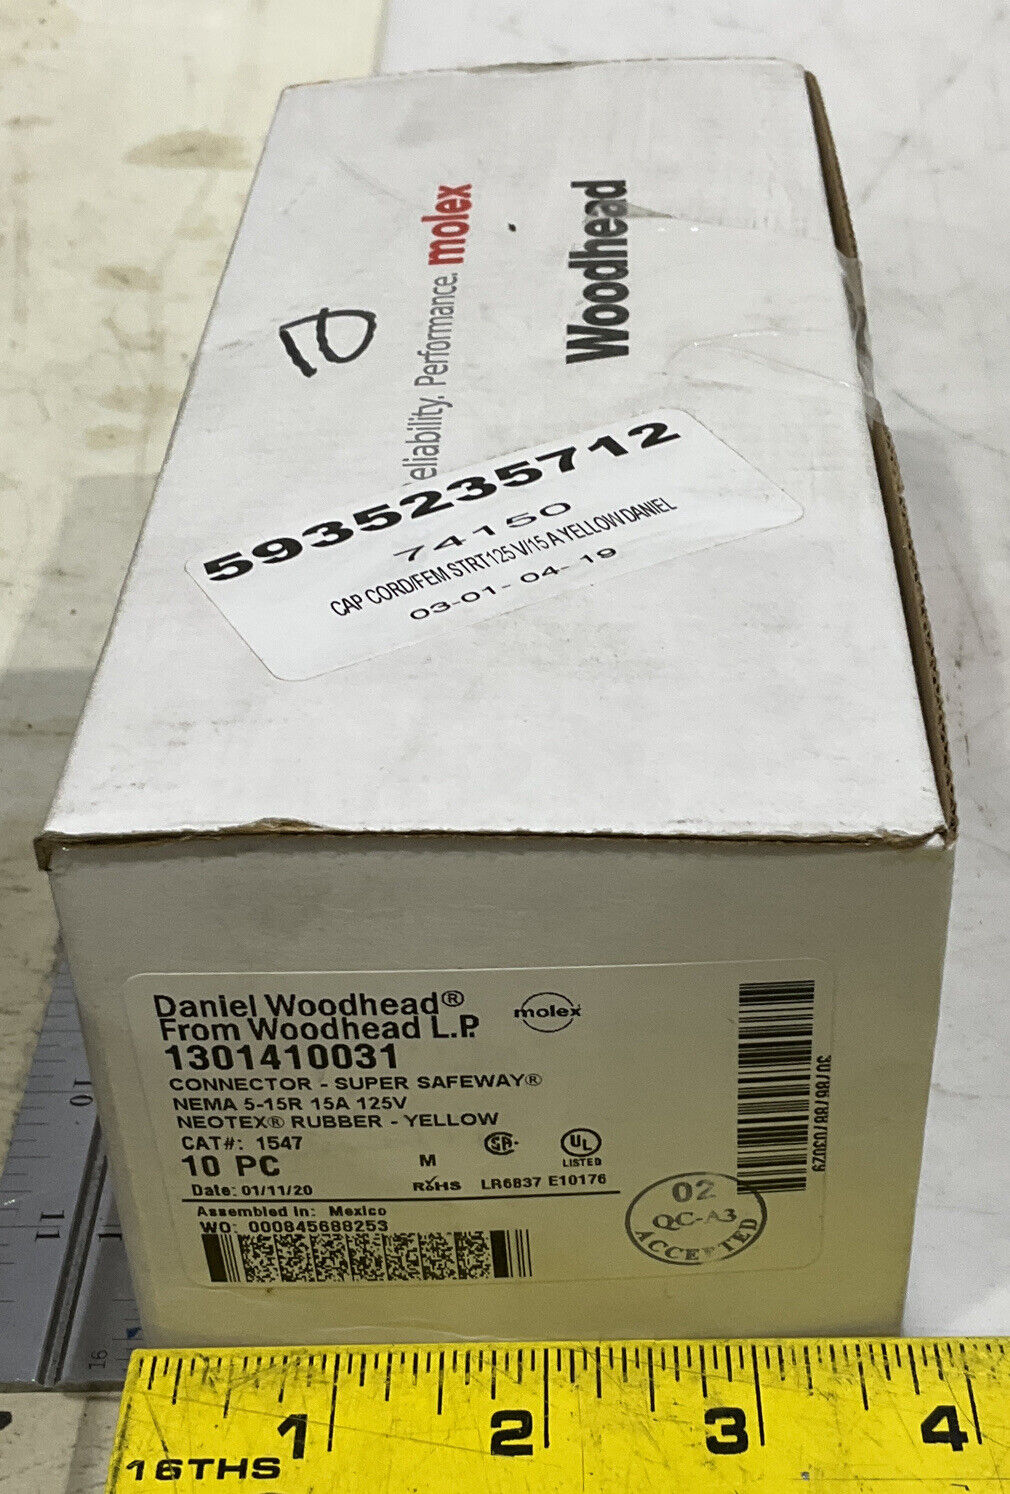 molex
eliability. Performance.
Woodhead
10
5935235712
74150
CAP CORD/FEM STRT125 V/15 A YELLOW DANIEL
03-01-04-19
Daniel Woodhead®
From Woodhead L.P.
molex
1301410031
CONNECTOR - SUPER SAFEWAY®
NEMA 5-15R 15A 125V
NEOTEX® RUBBER - YELLOW
CAT#: 1547
10 PC
M
SA
UL
LISTED
Date: 01/11/20
RoHS
LR6837 E10176
Assembled in: Mexico
WO: 000845688253
02
QC-A3
ACCEPTED
10
11
16
1
2
3
4
16THS